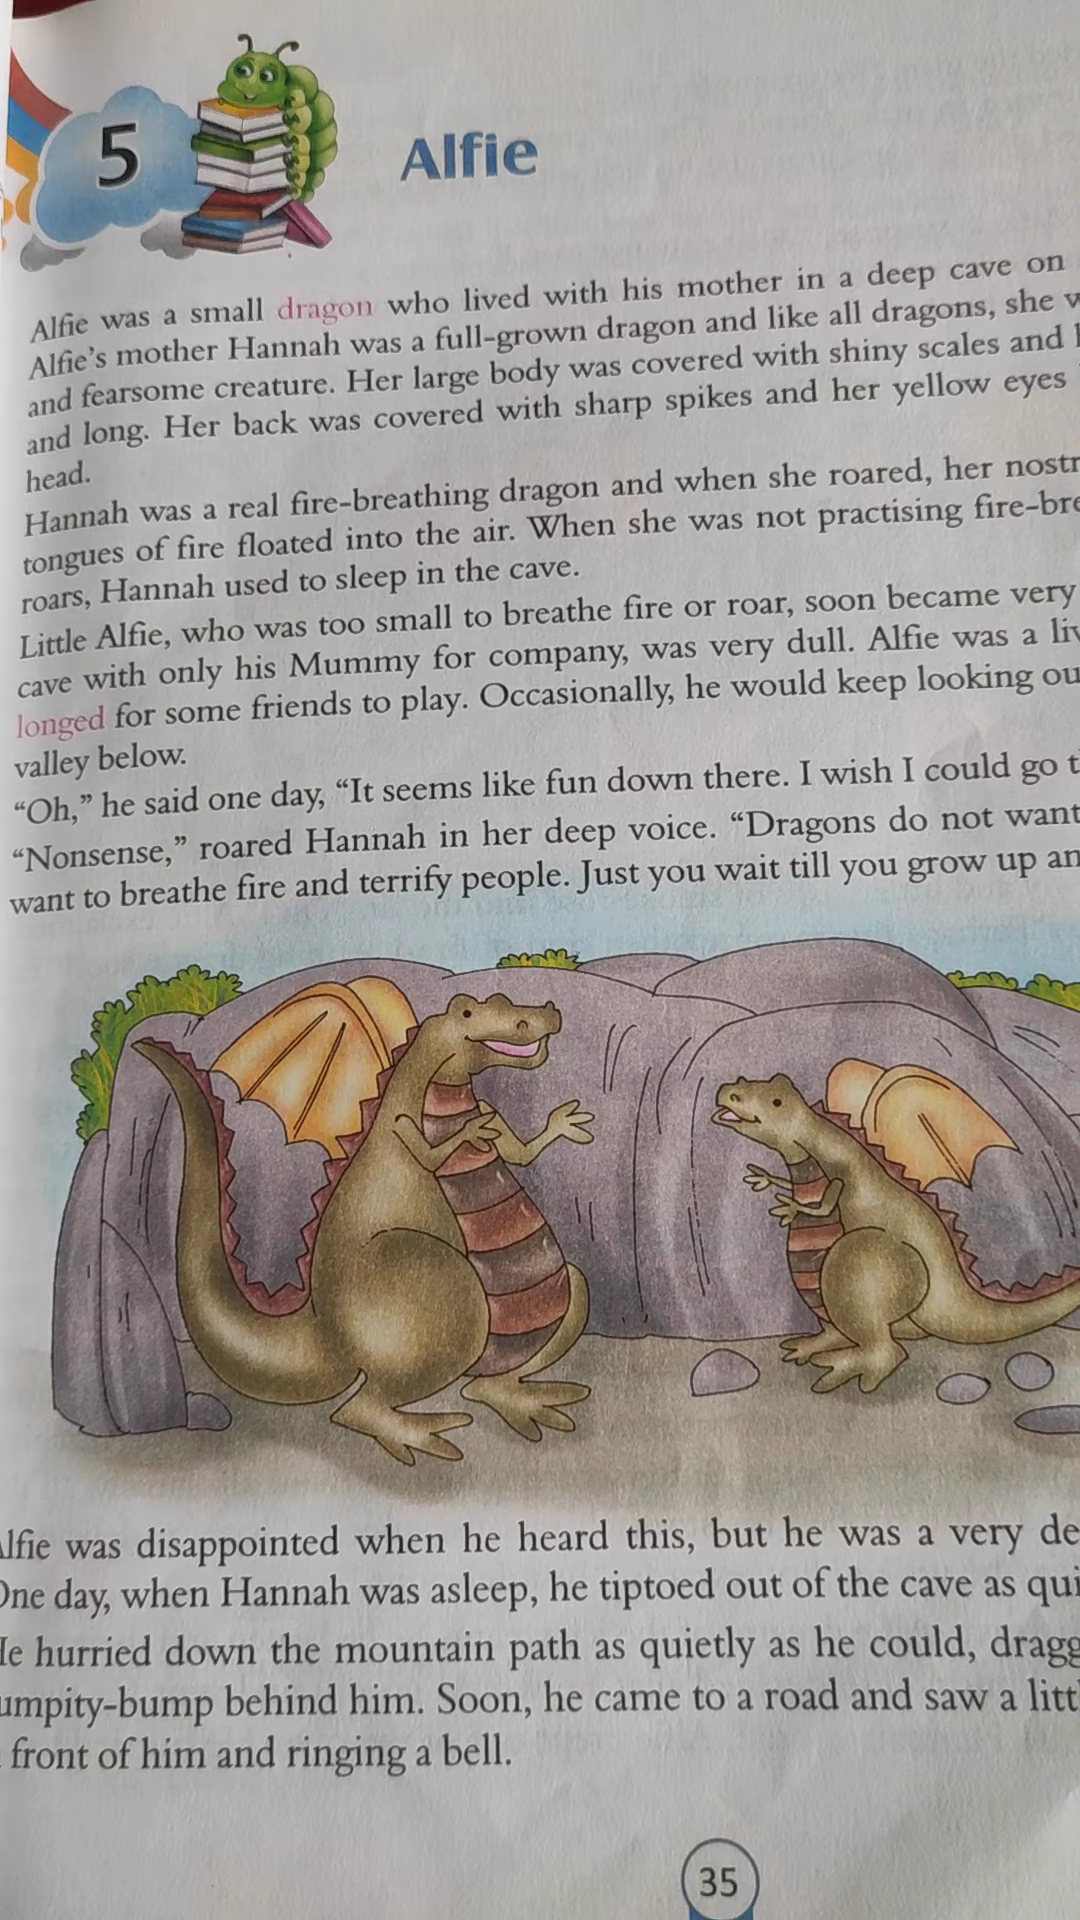 5
Alfie
Alfie was a small dragon who lived with his mother in a deep cave on
Alfie's mother Hannah was a full-grown dragon and like all dragons, she
and fearsome creature. Her large body was covered with shiny scales and
and long. Her back was covered with sharp spikes and her yellow eyes
head.
Hannah was a real fire-breathing dragon and when she roared, her
tongues of fire floated into the air. When she was not practising
roars, Hannah used to sleep in the cave.
Little Alfie, who was too small to breathe fire or roar, soon became very
cave with only his Mummy for company, was very dull. Alfie was a
longed for some friends to play. Occasionally, he would keep looking
valley below.
“Oh,” he said one day, “It seems like fun down there. I wish I could go
“Nonsense,” roared Hannah in her deep voice. “Dragons do not want
want to breathe fire and terrify people. Just you wait till you grow up
lfie was disappointed when he heard this, but he was a very
One day, when Hannah was asleep, he tiptoed out of the cave as
He hurried down the mountain path as quietly as he could,
umpity-bump behind him. Soon, he came to a road and saw a
front of him and ringing a bell.
35